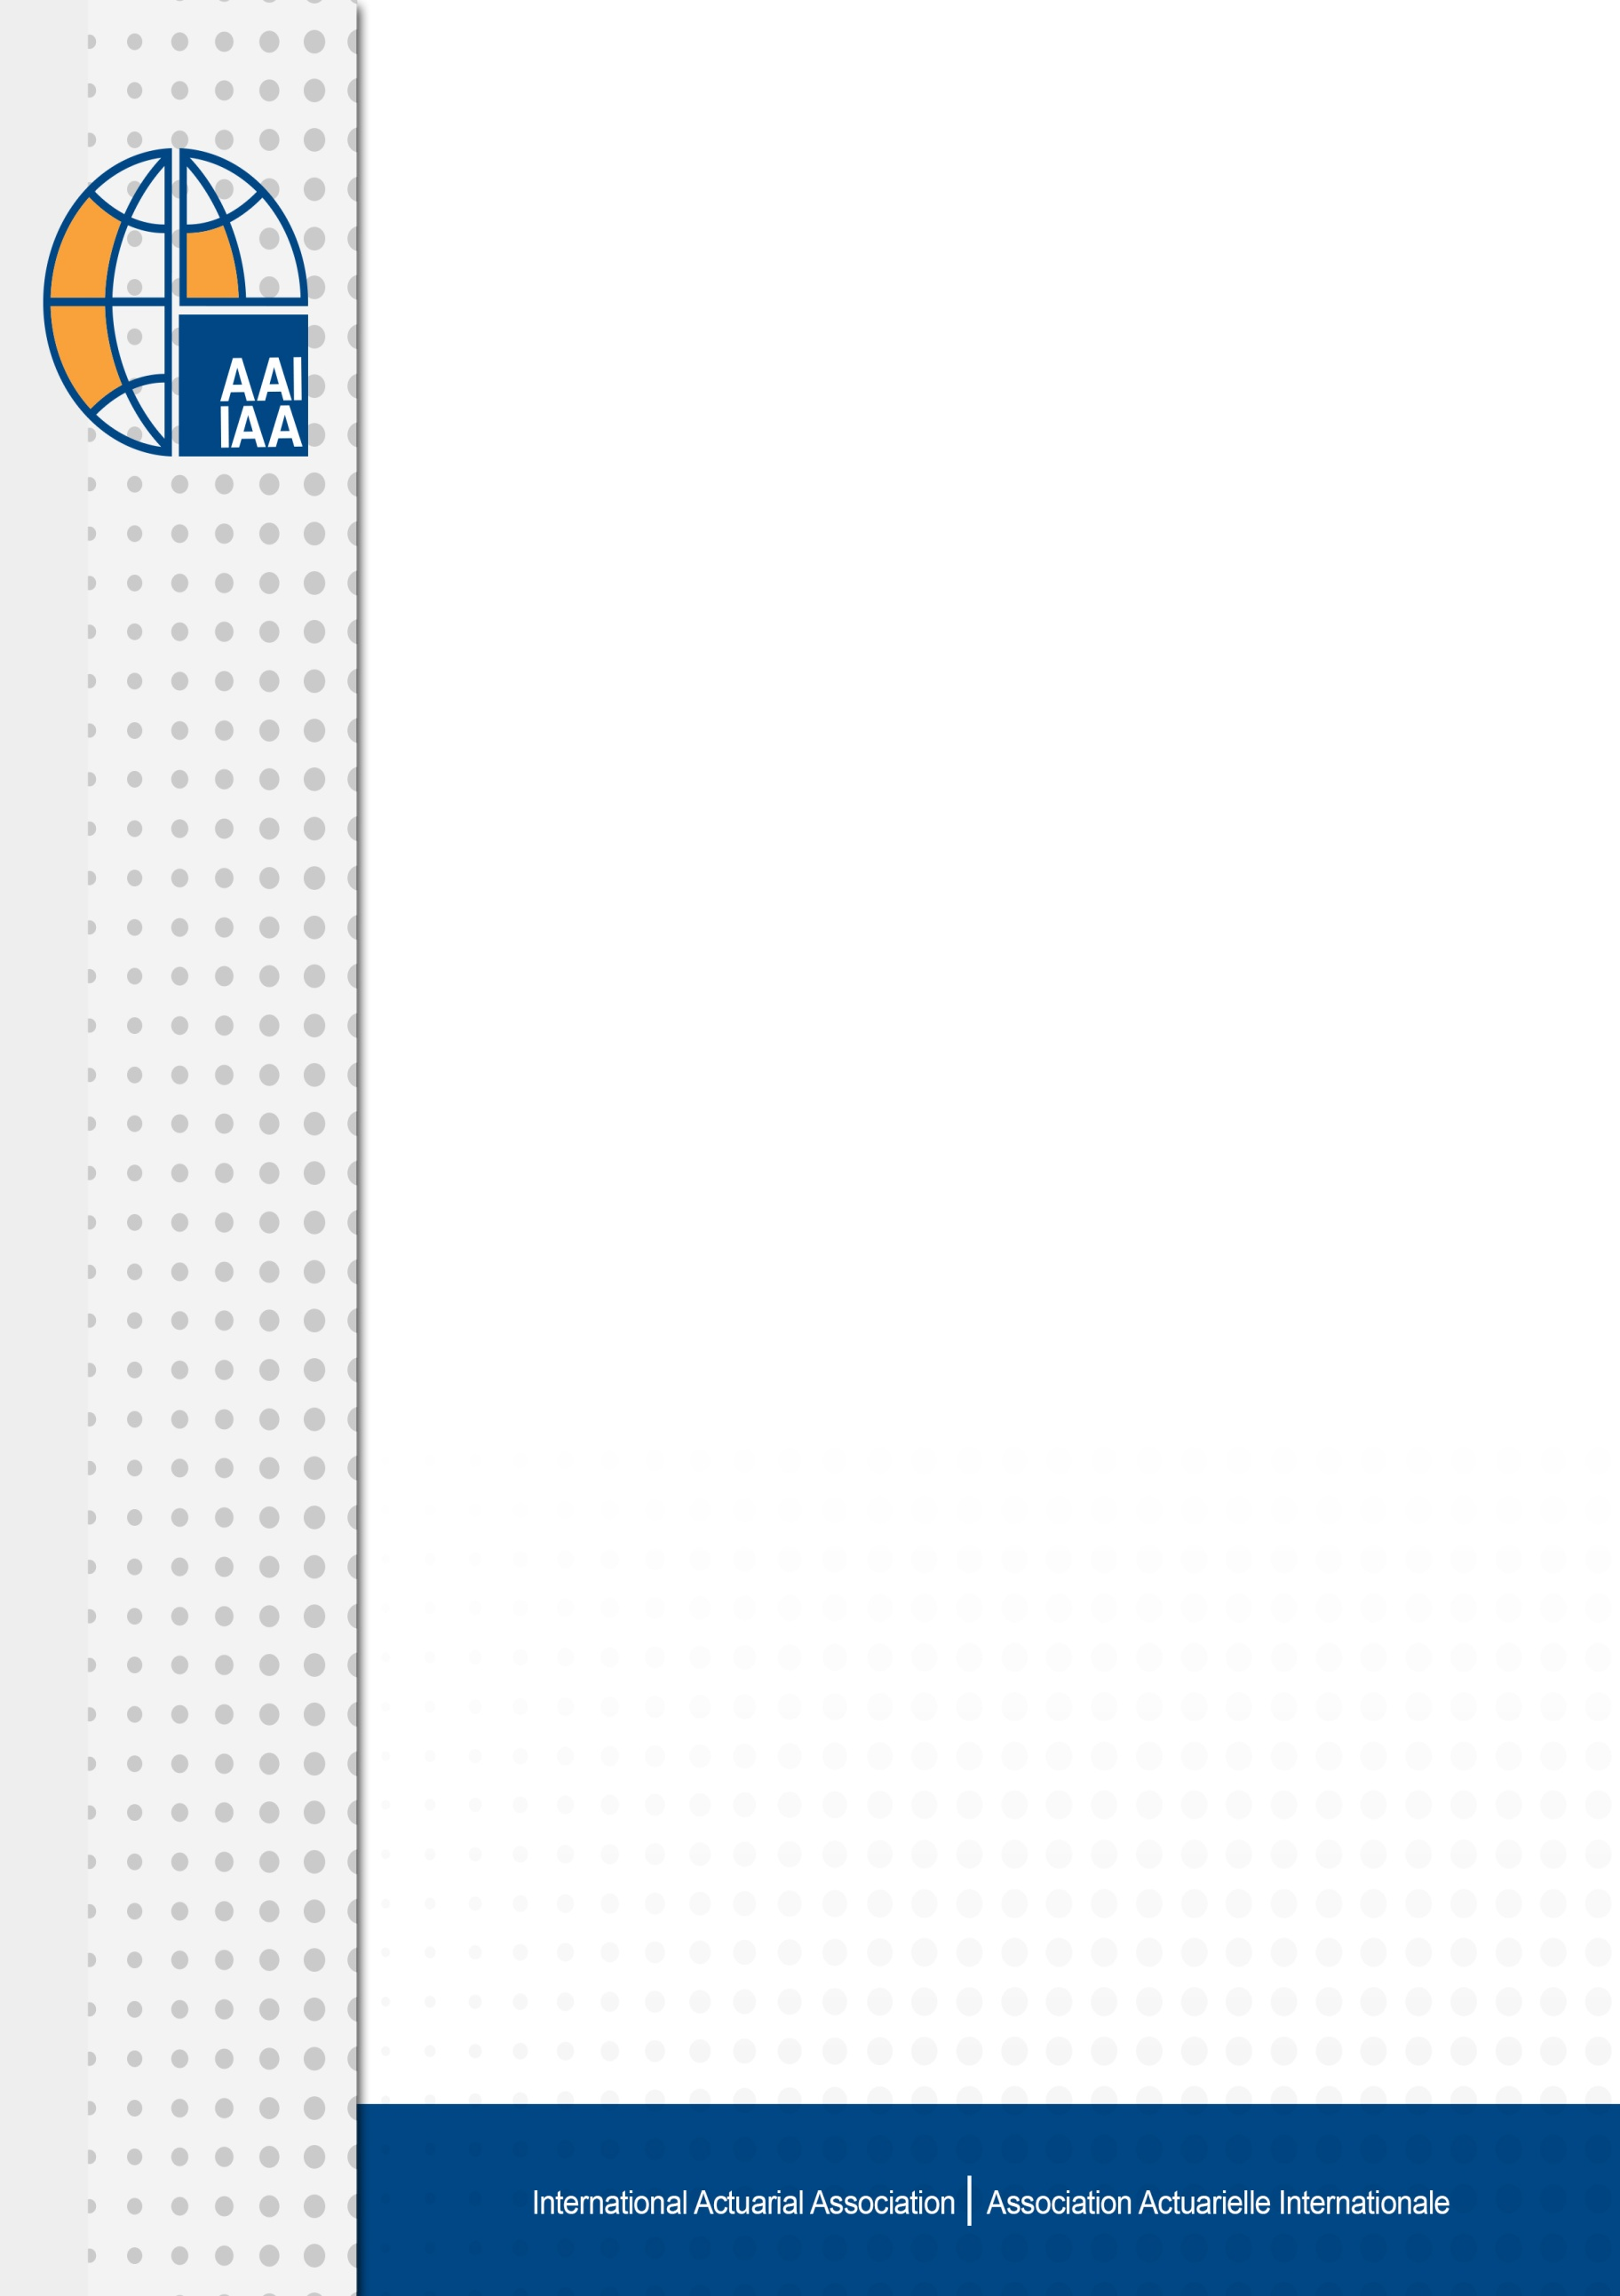 AAI
IAA
International Actuarial Association | Association Actuarielle Internationale